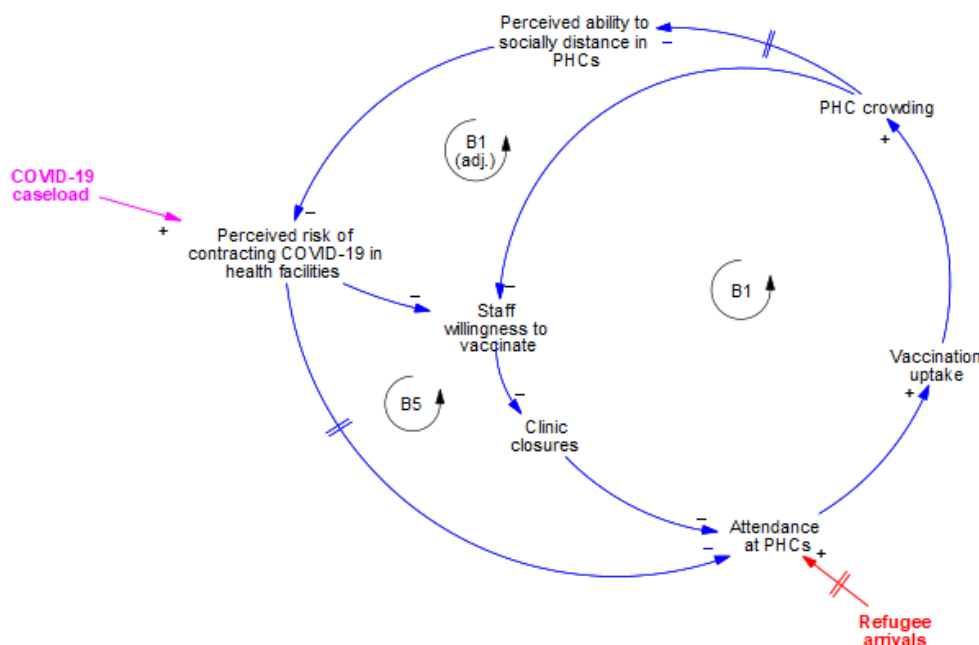 Perceived ability to
socially distance in
PHCs
−
PHC crowding
+
B1
(adj.)
COVID-19
caseload
+
−
Perceived risk of
contracting COVID-19 in
health facilities
−
−
Staff
willingness to
vaccinate
B1
Vaccination
uptake
+
B5
−
Clinic
closures
−
Attendance
at PHCs
−
+
Refugee
arrivals